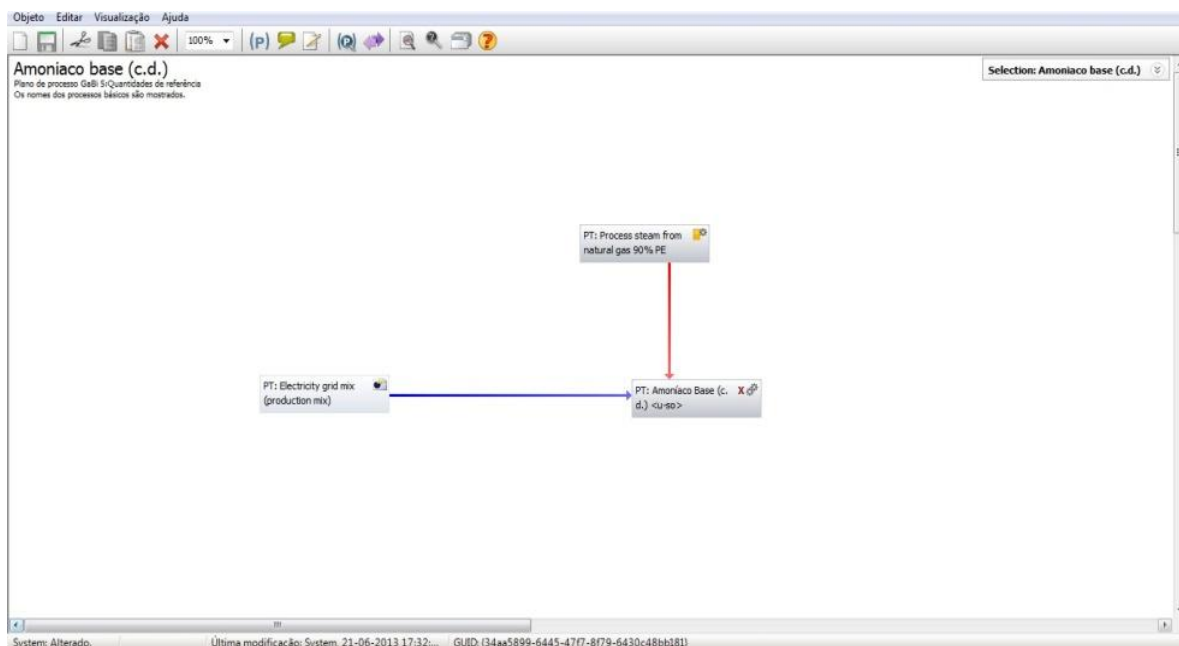 Objeto Editar Visualização Ajuda
100% (P)
Amoniaco base (c.d.)
Plano de processo GaBi Quantidades de referência
Os nomes dos processos básicos são mostrados.
Selection: Amoniaco base (c.d.)
PT: Process steam from
natural gas 90% PE
PT: Electricity grid mix
(production mix)
PT: Amoníaco Base (c.
d.) <u-so>
System: Alterado. Última modificação: System, 21-06-2013 17:32:... GUID: {34aa5899-6445-47f7-8f79-6430c48bb181}